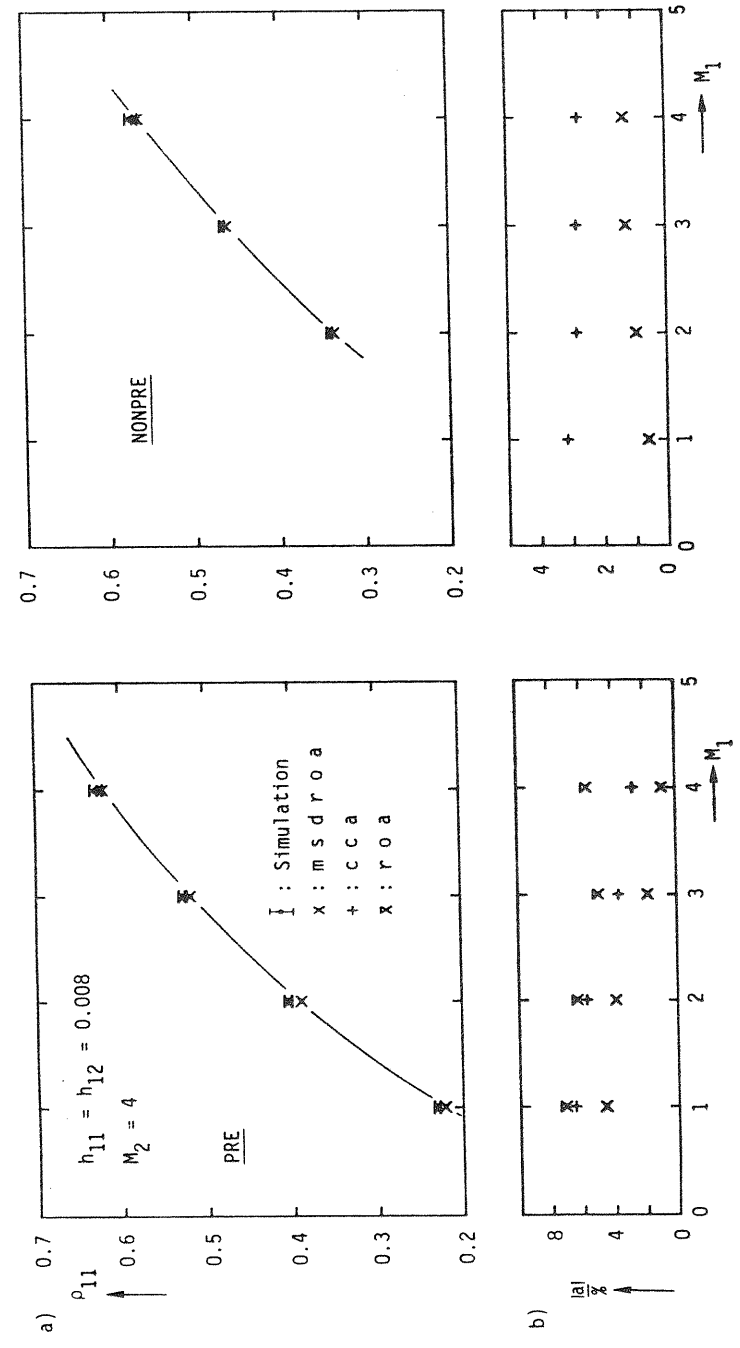 a)
ρ11
0.7
0.6
0.5
0.4
0.3
0.2
h11 = h12 = 0.008
M2 = 4
PRE
I : Simulation
x : m s d r o a
+ : c c a
x̄ : r o a
0.7
0.6
0.5
0.4
0.3
0.2
NONPRE
b)
|a|
%
8
4
0
0
1
2
3
4
5
M1
4
2
0
0
1
2
3
4
5
M1